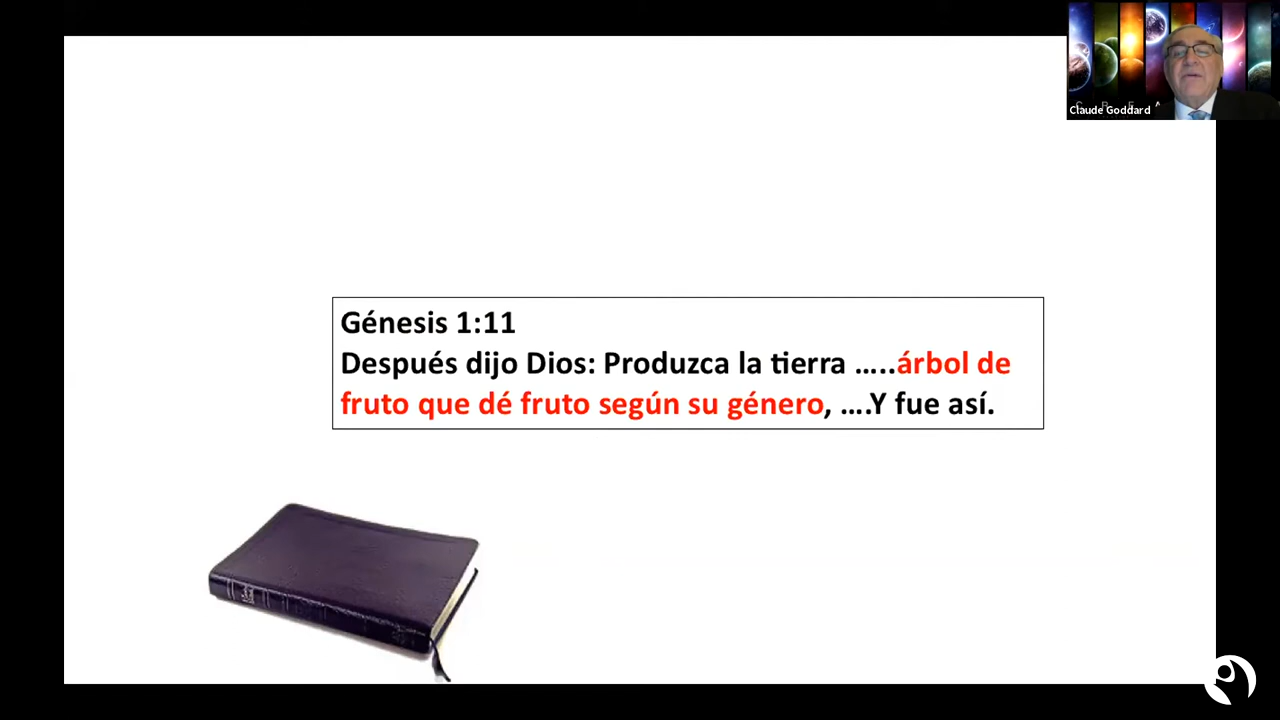 Claude Goddard
Génesis 1:11
Después dijo Dios: Produzca la tierra …..árbol de
fruto que dé fruto según su género, ….Y fue así.